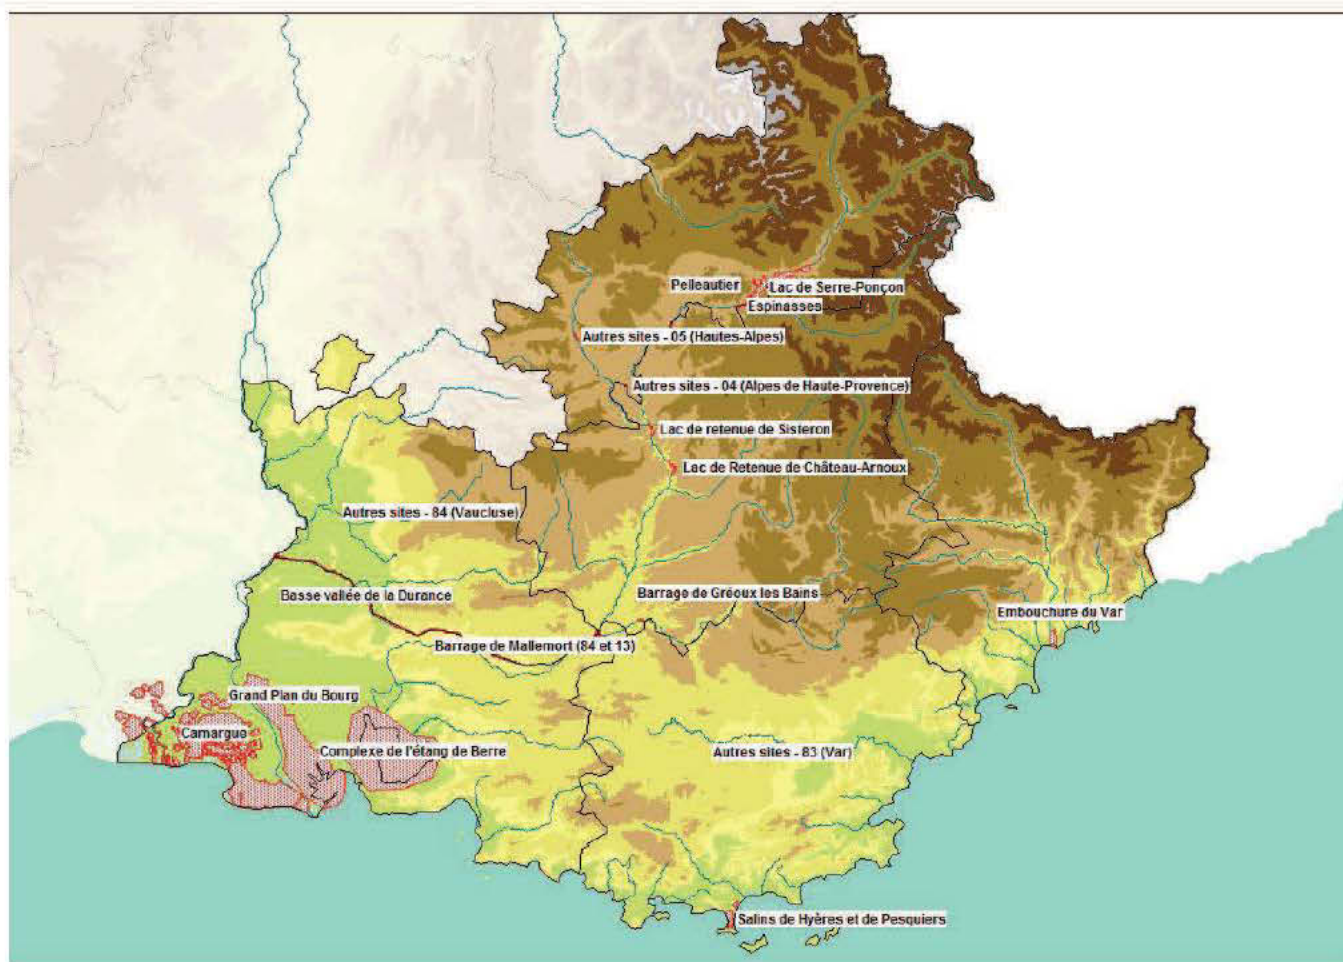 Pelleautier
Lac de Serre-Ponçon
Espinasses
Autres sites - 05 (Hautes-Alpes)
Autres sites - 04 (Alpes de Haute-Provence)
Lac de retenue de Sisteron
Lac de Retenue de Château-Arnoux
Autres sites - 84 (Vaucluse)
Basse vallée de la Durance
Barrage de Gréoux les Bains
Embouchure du Var
Barrage de Mallemort (84 et 13)
Grand Plan du Bourg
Camargue
Complexe de l'étang de Berre
Autres sites - 83 (Var)
Salins de Hyères et de Pesquiers